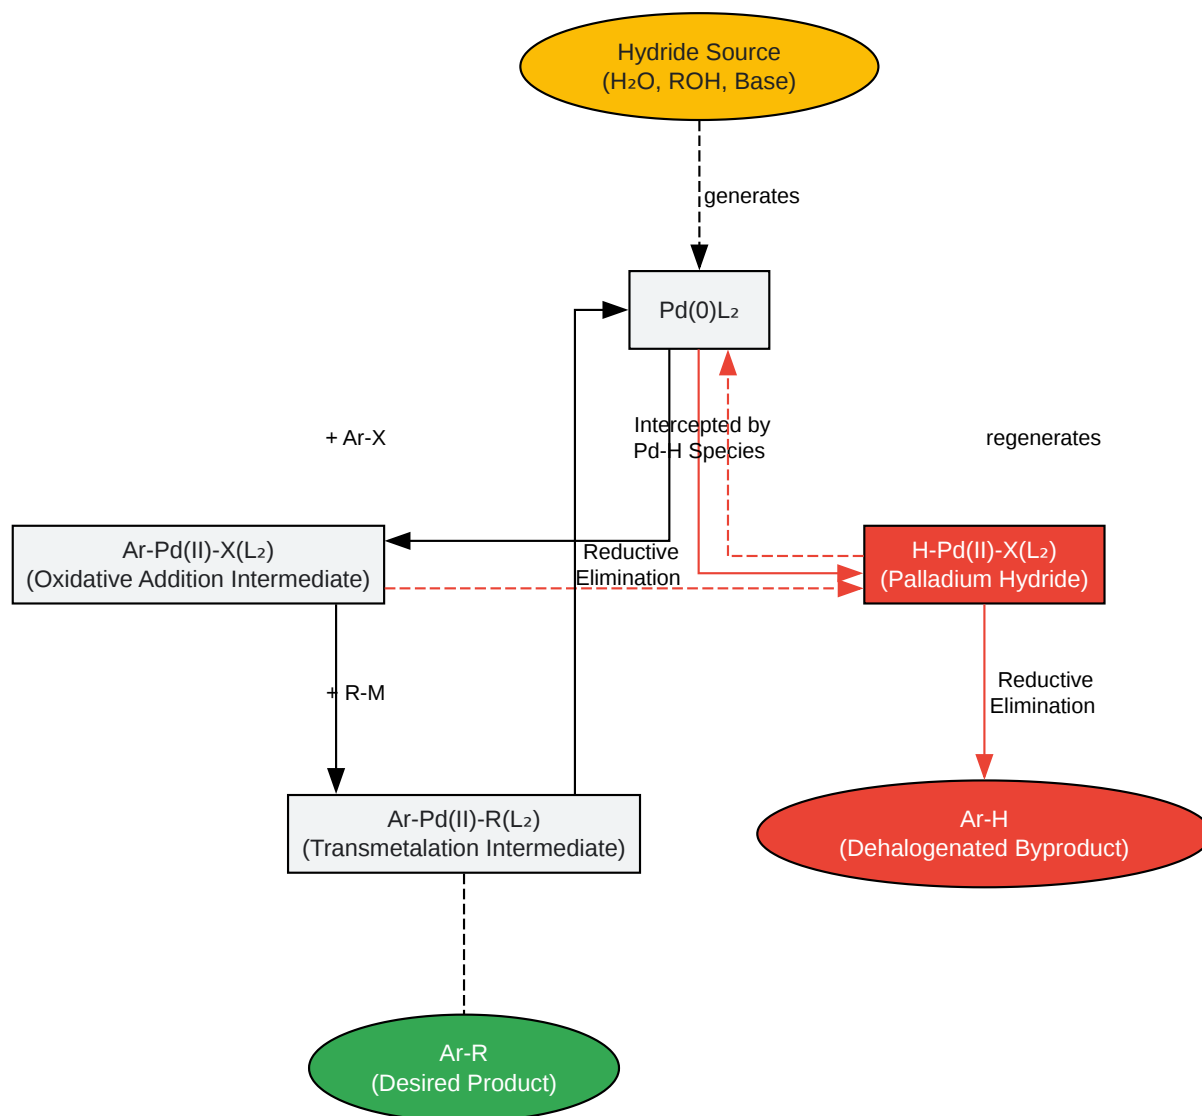 Hydride Source
(H₂O, ROH, Base)
generates
Pd(0)L₂
+ Ar-X
Intercepted by
Pd-H Species
regenerates
Ar-Pd(II)-X(L₂)
(Oxidative Addition Intermediate)
Reductive
Elimination
H-Pd(II)-X(L₂)
(Palladium Hydride)
+ R-M
Reductive
Elimination
Ar-Pd(II)-R(L₂)
(Transmetalation Intermediate)
Ar-H
(Dehalogenated Byproduct)
Ar-R
(Desired Product)